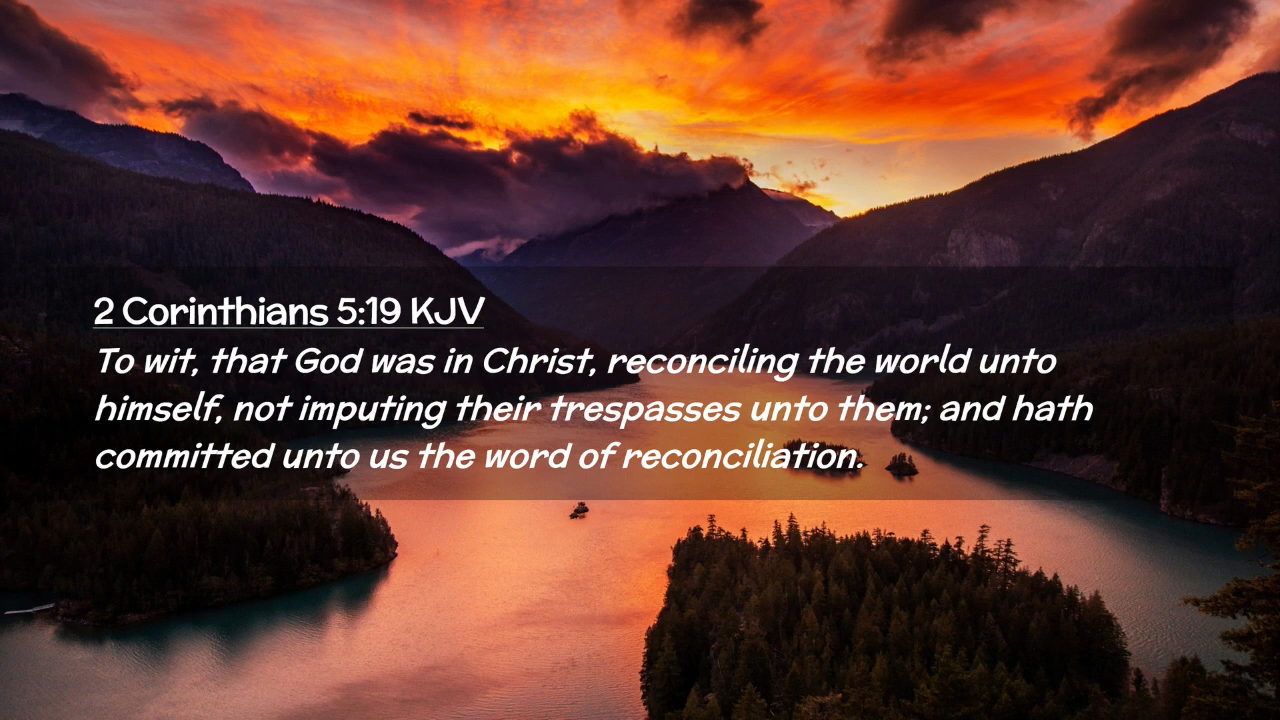 2 Corinthians 5:19 KJV
To wit, that God was in Christ, reconciling the world unto
himself, not imputing their trespasses unto them; and hath
committed unto us the word of reconciliation.